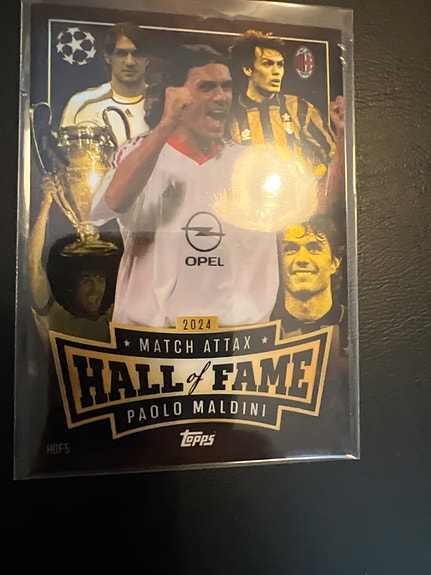 OPEL
2024
MATCH ATTAX
HALL of FAME
PAOLO MALDINI
Topps
HOF5